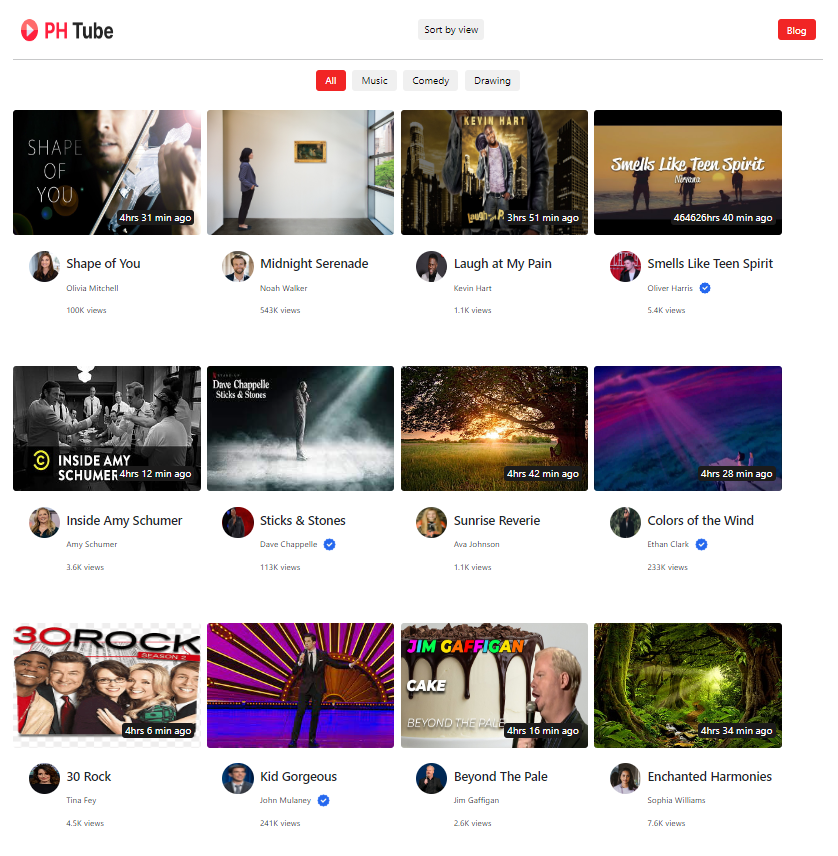 PH Tube
Sort by view
Blog
All
Music
Comedy
Drawing
SHAPE
OF
YOU
4hrs 31 min ago
KEVIN HART
3hrs 51 min ago
Smells Like Teen Spirit
Nirvana
464626hrs 40 min ago
Shape of You
Olivia Mitchell
100K views
Midnight Serenade
Noah Walker
543K views
Laugh at My Pain
Kevin Hart
1.1K views
Smells Like Teen Spirit
Oliver Harris
5.4K views
INSIDE AMY
SCHUMER
4hrs 12 min ago
Dave Chappelle
Sticks & Stones
4hrs 42 min ago
4hrs 28 min ago
Inside Amy Schumer
Amy Schumer
3.6K views
Sticks & Stones
Dave Chappelle
113K views
Sunrise Reverie
Ava Johnson
1.1K views
Colors of the Wind
Ethan Clark
233K views
30 ROCK
SEASON 2
4hrs 6 min ago
JIM GAFFIGAN
CAKE
BEYOND THE PALE
4hrs 16 min ago
4hrs 34 min ago
30 Rock
Tina Fey
4.5K views
Kid Gorgeous
John Mulaney
241K views
Beyond The Pale
Jim Gaffigan
2.6K views
Enchanted Harmonies
Sophia Williams
7.6K views